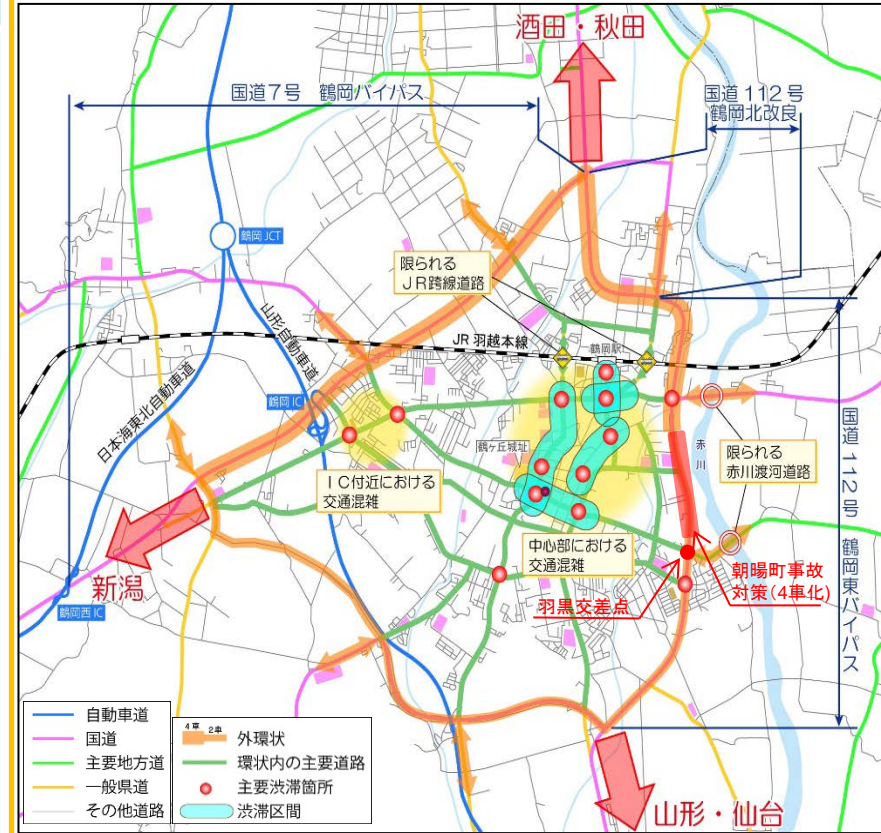 酒田・秋田
国道7号　鶴岡バイパス
国道112号
鶴岡北改良
鶴岡JCT
限られる
JR跨線道路
山形自動車道
JR羽越本線
鶴岡駅
日本海東北自動車道
鶴岡IC
鶴ヶ丘城址
赤川
国道112号　鶴岡東バイパス
限られる
赤川渡河道路
IC付近における
交通混雑
中心部における
交通混雑
新潟
鶴岡西IC
羽黒交差点
朝暘町事故
対策(4車化)
山形・仙台
自動車道
国道
主要地方道
一般県道
その他道路
4車 2車
外環状
環状内の主要道路
主要渋滞箇所
渋滞区間